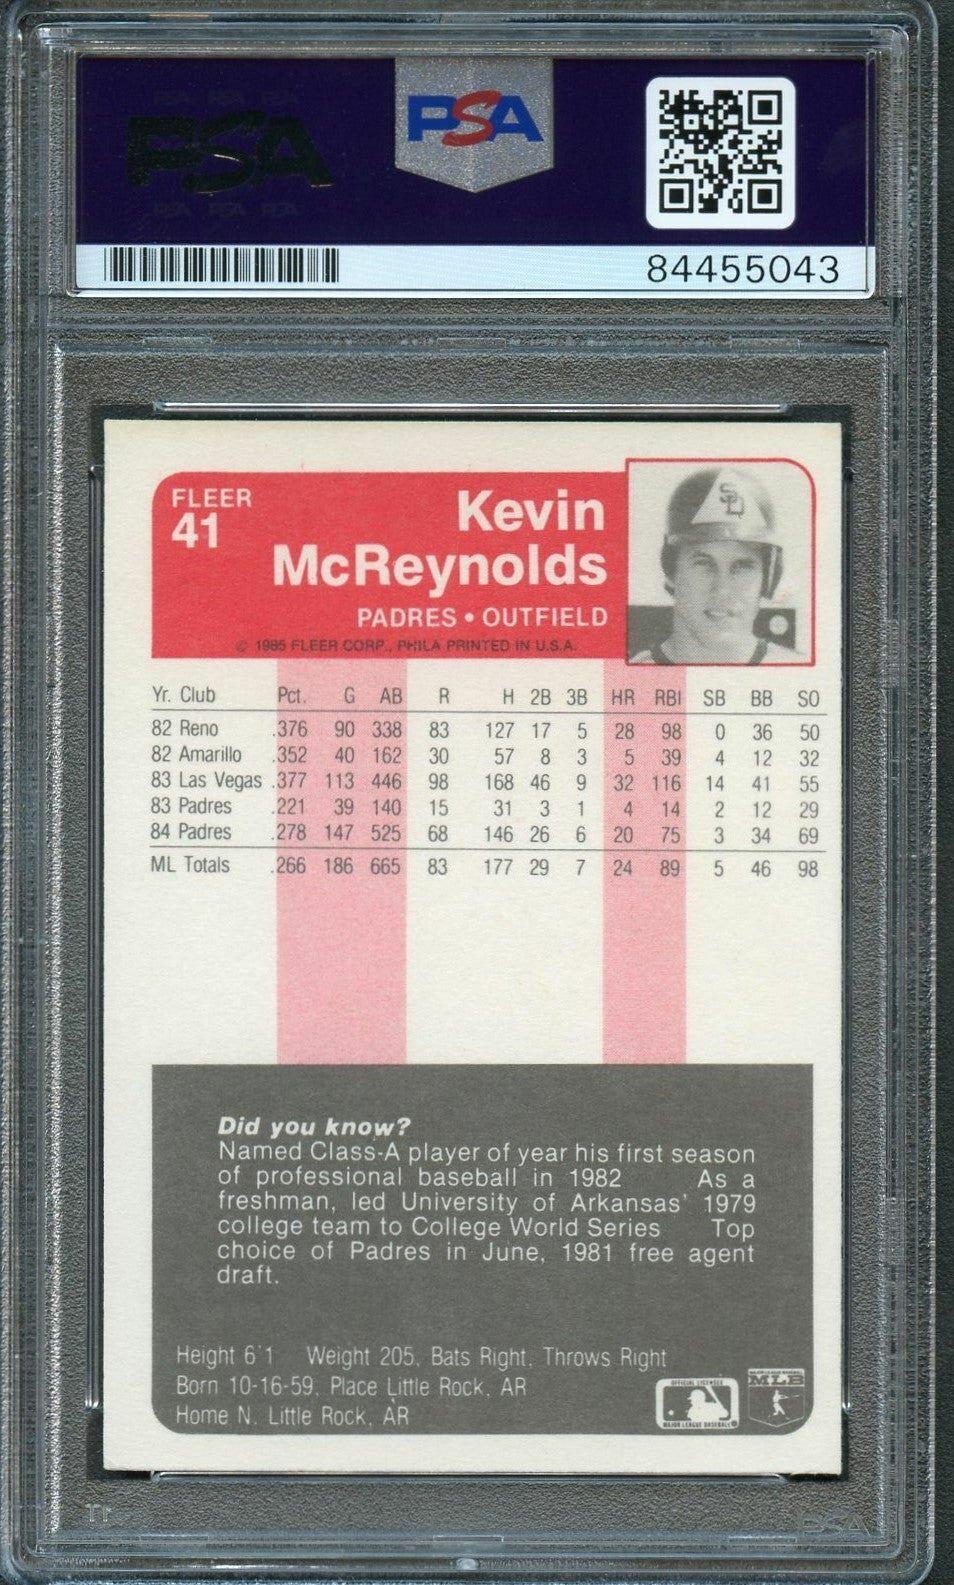 PSA
PSA
84455043
FLEER
41
Kevin
McReynolds
PADRES • OUTFIELD
© 1985 FLEER CORP., PHILA PRINTED IN U.S.A.
SD
Yr. Club Pct. G AB R H 2B 3B HR RBI SB BB SO
82 Reno .376 90 338 83 127 17 5 28 98 0 36 50
82 Amarillo .352 40 162 30 57 8 3 5 39 4 12 32
83 Las Vegas .377 113 446 98 168 46 9 32 116 14 41 55
83 Padres .221 39 140 15 31 3 1 4 14 2 12 29
84 Padres .278 147 525 68 146 26 6 20 75 3 34 69
ML Totals .266 186 665 83 177 29 7 24 89 5 46 98
Did you know?
Named Class-A player of year his first season
of professional baseball in 1982 As a
freshman, led University of Arkansas' 1979
college team to College World Series Top
choice of Padres in June, 1981 free agent
draft.
Height 6'1 Weight 205, Bats Right, Throws Right
Born 10-16-59, Place Little Rock, AR
Home N. Little Rock, AR
OFFICIAL LICENSEE
MAJOR LEAGUE BASEBALL
PSA